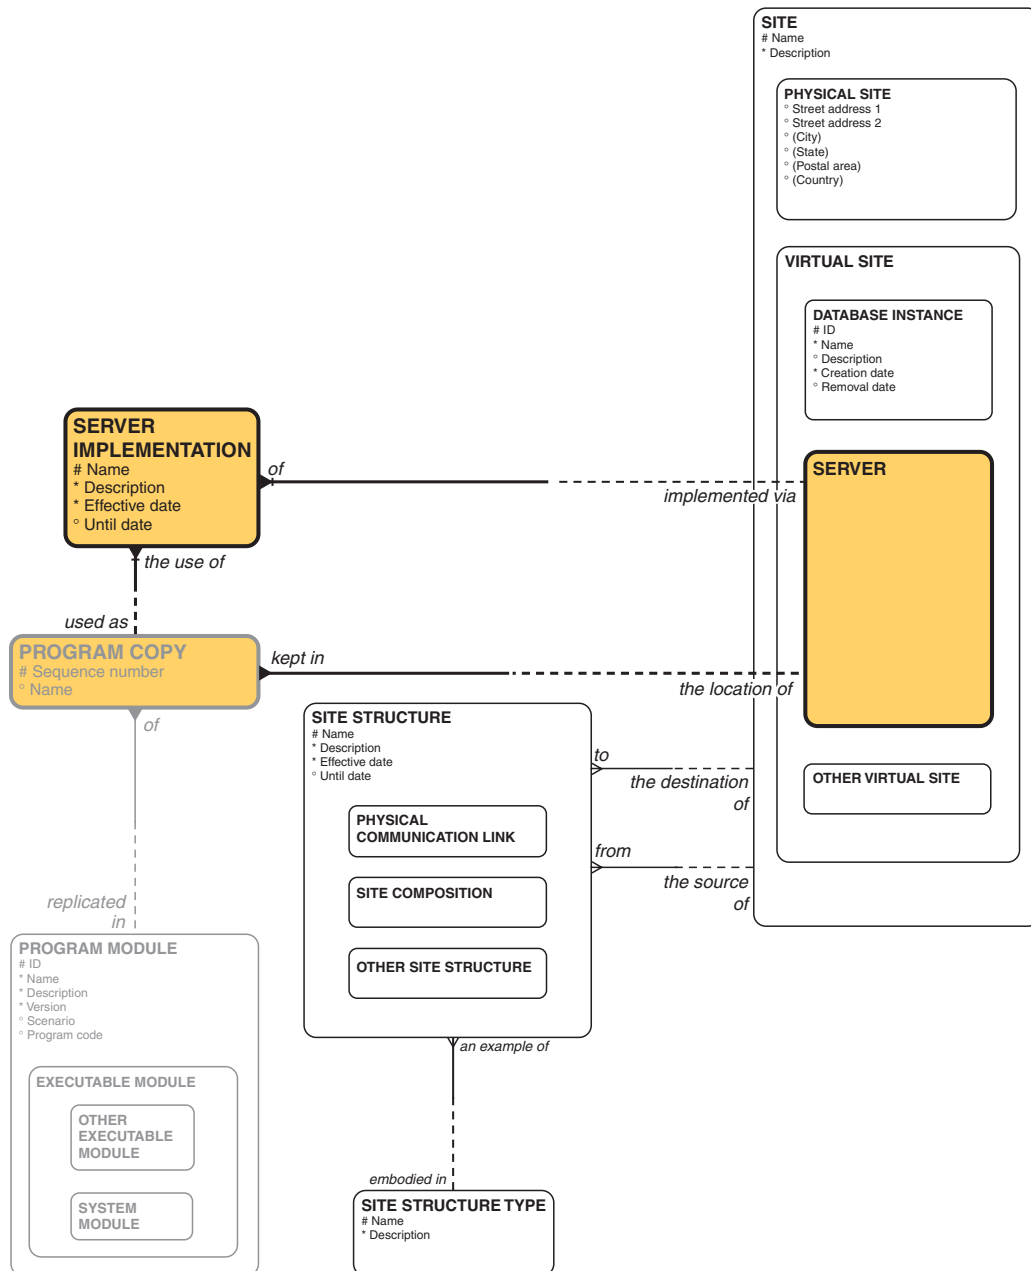 SITE
# Name
* Description
PHYSICAL SITE
° Street address 1
° Street address 2
° (City)
° (State)
° (Postal area)
° (Country)
VIRTUAL SITE
DATABASE INSTANCE
# ID
* Name
° Description
* Creation date
° Removal date
SERVER
IMPLEMENTATION
# Name
* Description
* Effective date
° Until date
of
implemented via
SERVER
the use of
used as
PROGRAM COPY
# Sequence number
° Name
kept in
the location of
of
SITE STRUCTURE
# Name
* Description
* Effective date
° Until date
to
the destination
of
OTHER VIRTUAL SITE
PHYSICAL
COMMUNICATION LINK
from
the source
of
SITE COMPOSITION
OTHER SITE STRUCTURE
replicated
in
PROGRAM MODULE
# ID
* Name
* Description
* Version
° Scenario
° Program code
an example of
EXECUTABLE MODULE
OTHER
EXECUTABLE
MODULE
SYSTEM
MODULE
embodied in
SITE STRUCTURE TYPE
# Name
* Description